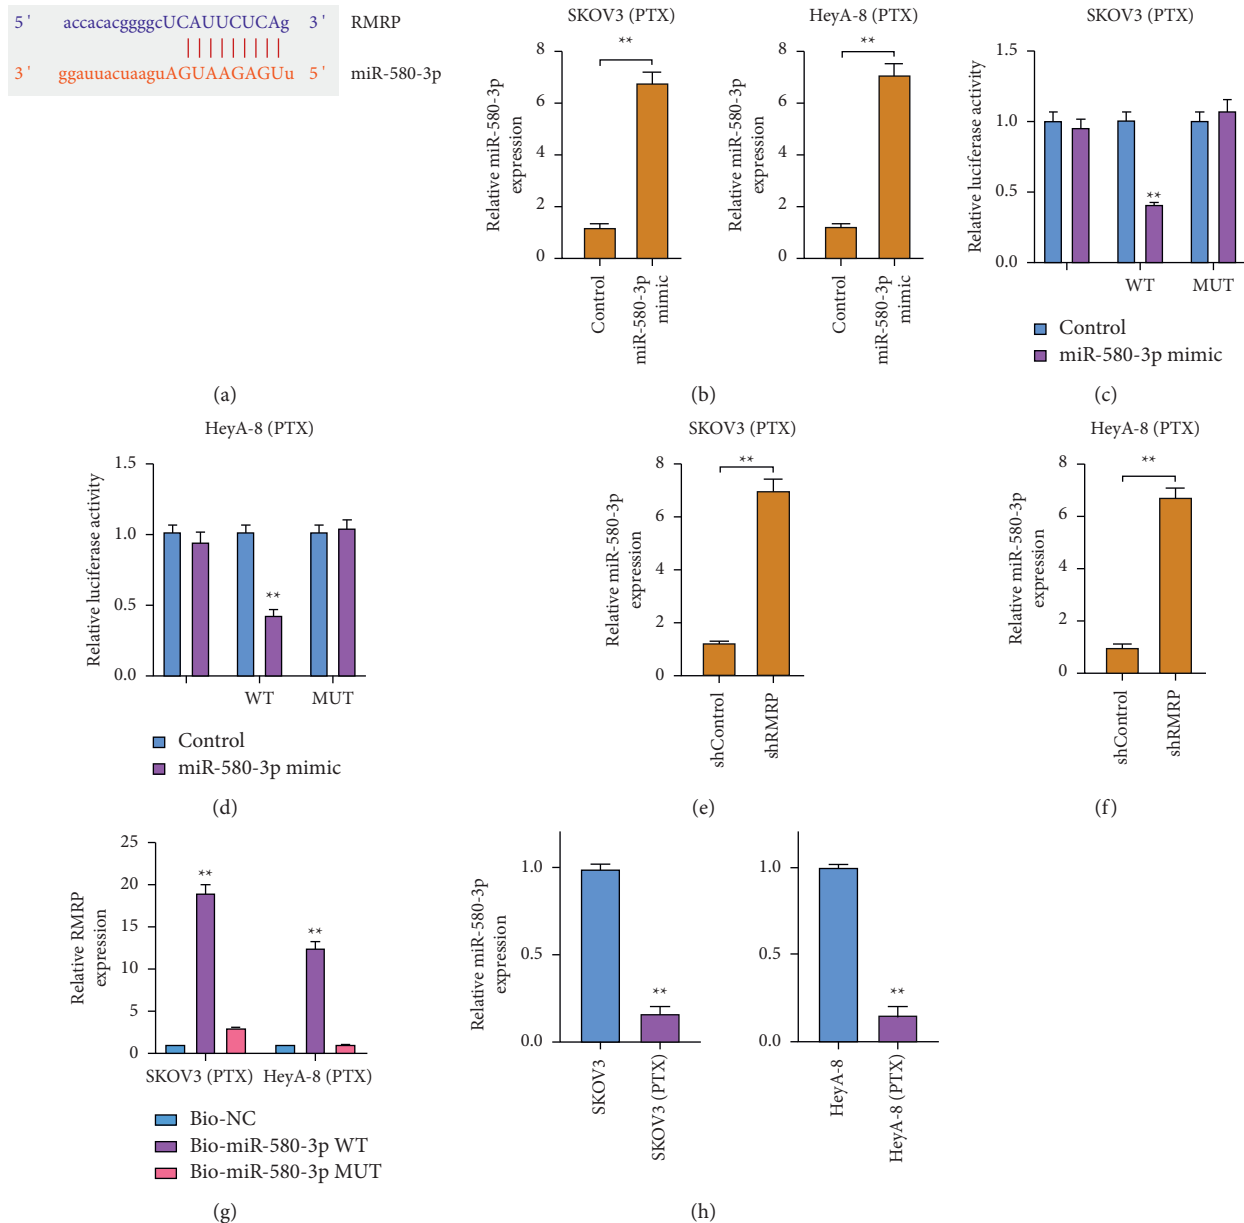 5' accacacggggcUCAUUCUCAg 3' RMRP
3' ggauuacuaaguAGUAAGAGUu 5' miR-580-3p
(a)
SKOV3 (PTX)
Relative miR-580-3p
expression
8
6
4
2
0
**
Control
miR-580-3p
mimic
HeyA-8 (PTX)
Relative miR-580-3p
expression
8
6
4
2
0
**
Control
miR-580-3p
mimic
(b)
SKOV3 (PTX)
Relative luciferase activity
1.5
1.0
0.5
0.0
**
WT MUT
Control
miR-580-3p mimic
(c)
HeyA-8 (PTX)
Relative luciferase activity
1.5
1.0
0.5
0.0
**
WT MUT
Control
miR-580-3p mimic
(d)
SKOV3 (PTX)
Relative miR-580-3p
expression
8
6
4
2
0
**
shControl
shRMRP
(e)
HeyA-8 (PTX)
Relative miR-580-3p
expression
8
6
4
2
0
**
shControl
shRMRP
(f)
Relative RMRP
expression
25
20
15
10
5
0
**
**
SKOV3 (PTX) HeyA-8 (PTX)
Bio-NC
Bio-miR-580-3p WT
Bio-miR-580-3p MUT
(g)
Relative miR-580-3p
expression
1.0
0.5
0.0
**
SKOV3
SKOV3 (PTX)
1.0
0.5
0.0
**
HeyA-8
HeyA-8 (PTX)
(h)